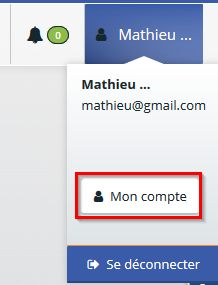 0 Mathieu ...
Mathieu ...
mathieu@gmail.com
Mon compte
Se déconnecter